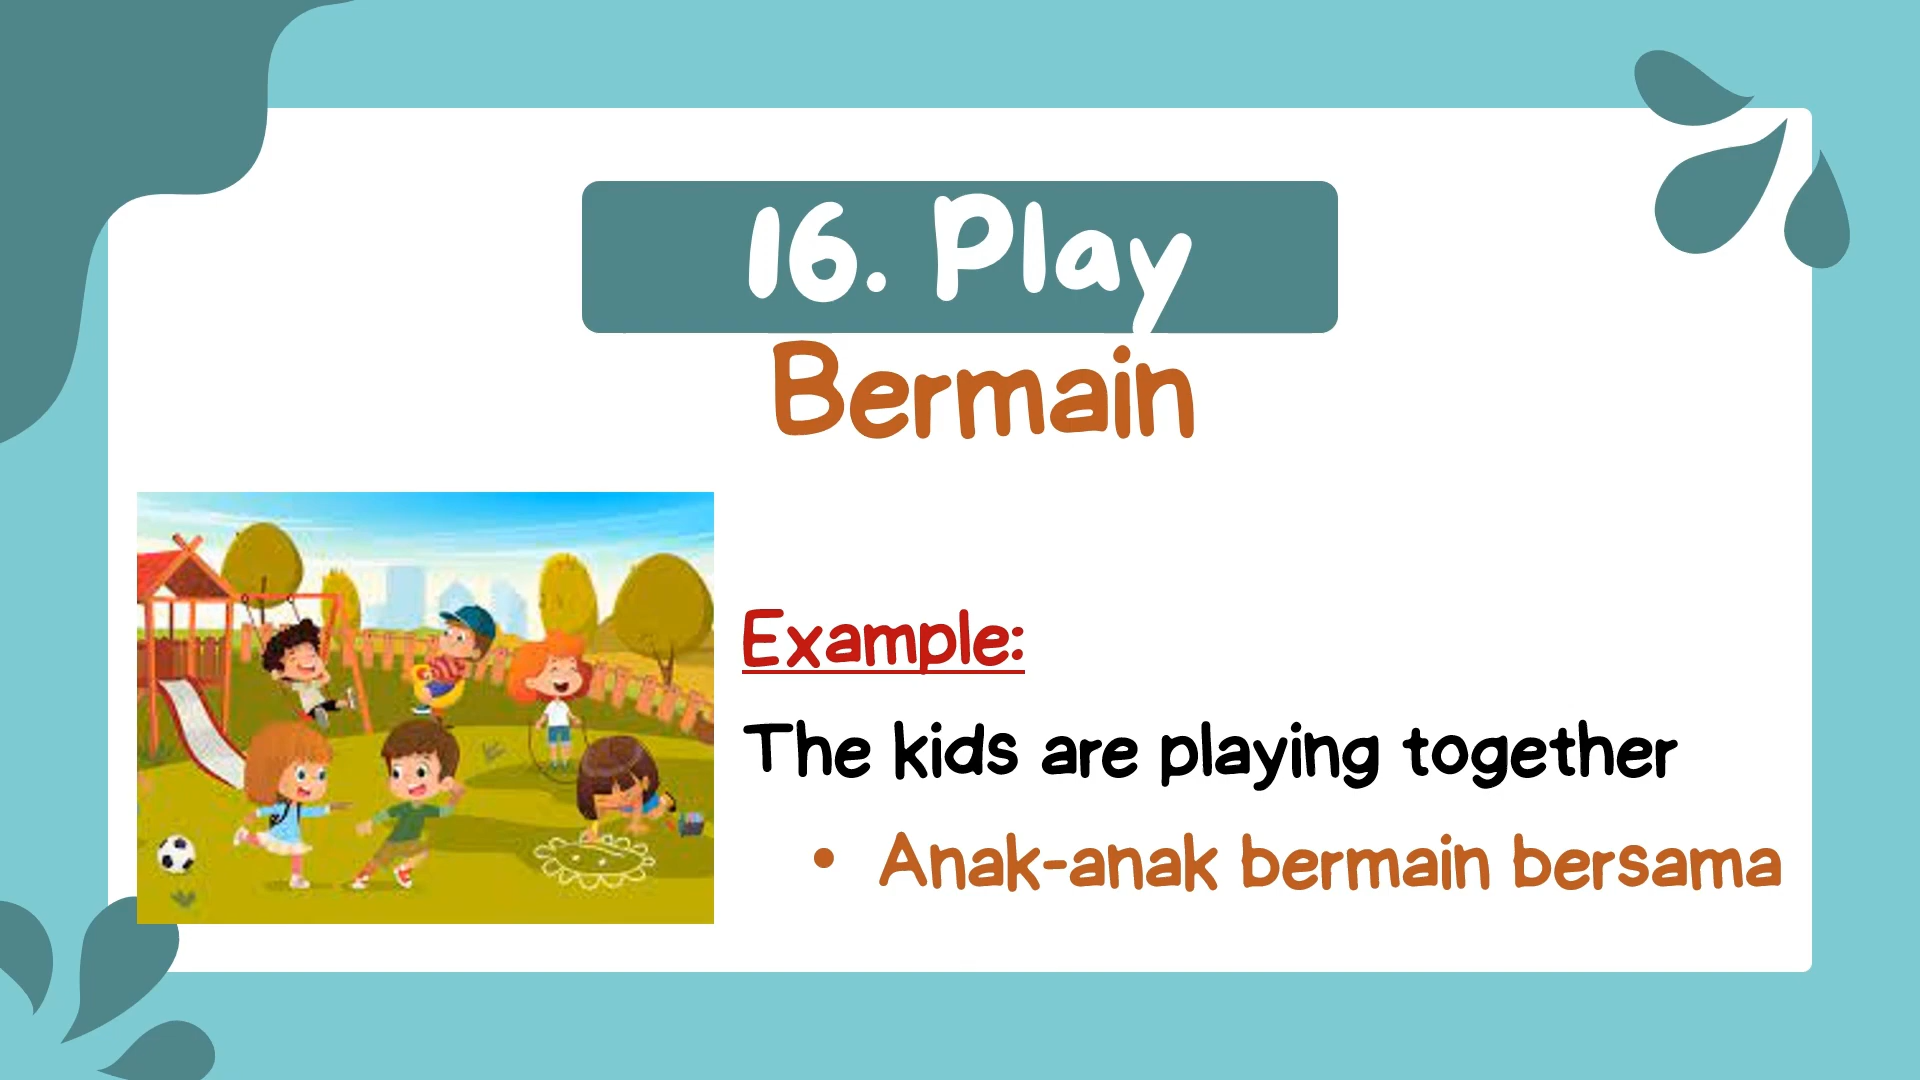 16. Play
Bermain
Example:
The kids are playing together
• Anak-anak bermain bersama